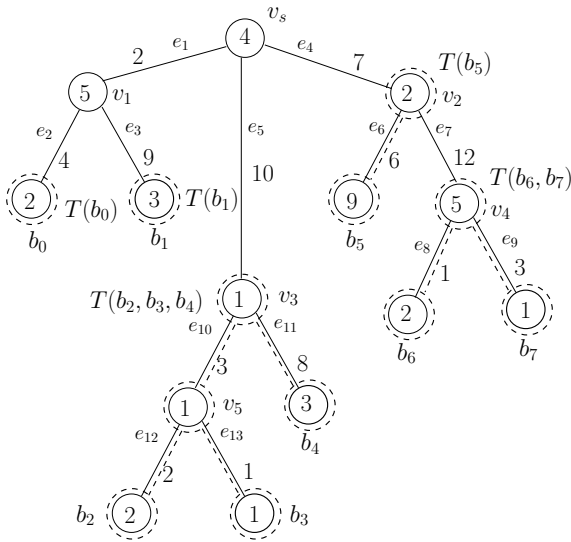 v_s
4
e_1
e_4
2
7
T(b_5)
5
v_1
2
v_2
e_2
e_3
e_5
e_6
e_7
4
9
10
6
12
T(b_6, b_7)
2
T(b_0)
3
T(b_1)
9
5
v_4
b_0
b_1
b_5
e_8
e_9
1
3
T(b_2, b_3, b_4)
1
v_3
2
1
e_10
e_11
b_6
b_7
3
8
1
v_5
3
e_12
e_13
b_4
2
1
b_2
2
1
b_3